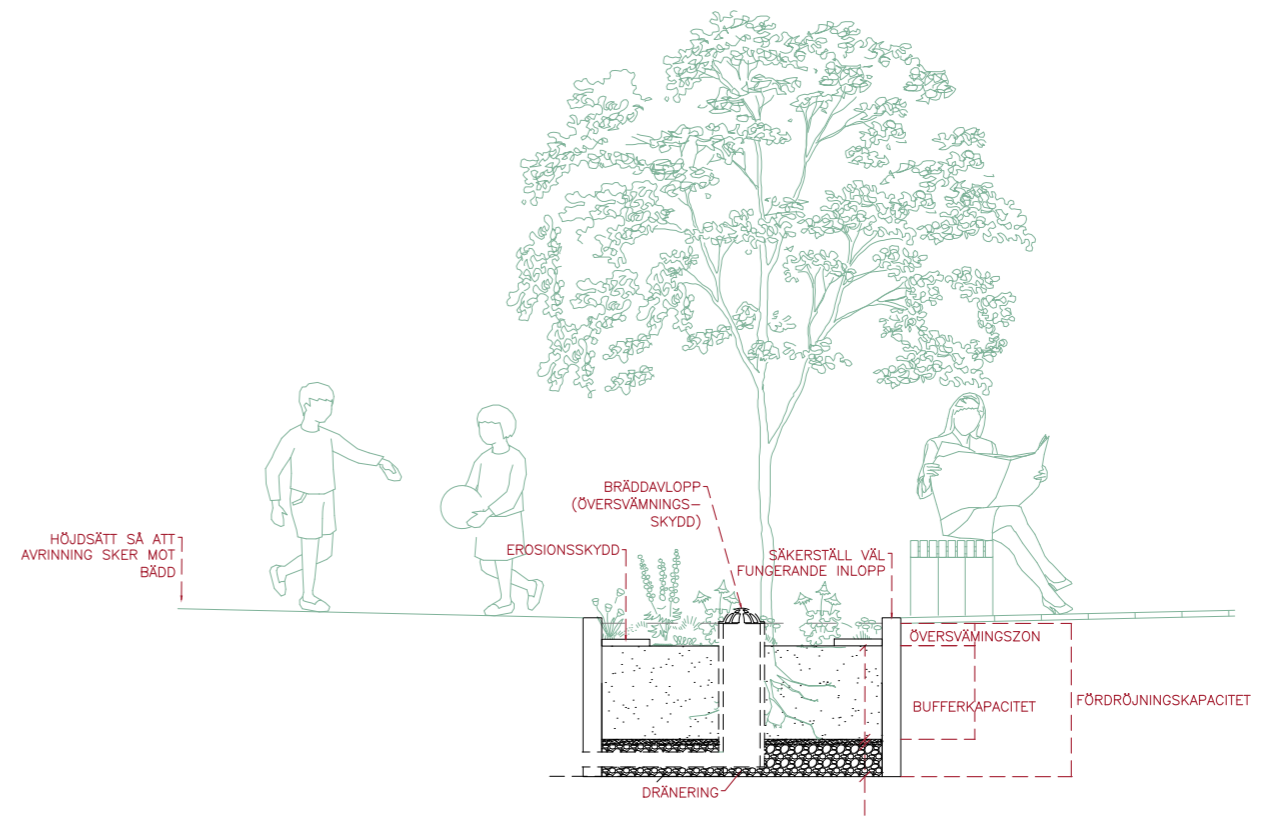 BRÄDDAVLOPP
(ÖVERSVÄMNINGS–
SKYDD)
HÖJDSÄTT SÅ ATT
AVRINNING SKER MOT
BÄDD
EROSIONSSKYDD
SÄKERSTÄLL VÄL
FUNGERANDE INLOPP
ÖVERSVÄMINGSZON
BUFFERKAPACITET
FÖRDRÖJNINGSKAPACITET
DRÄNERING